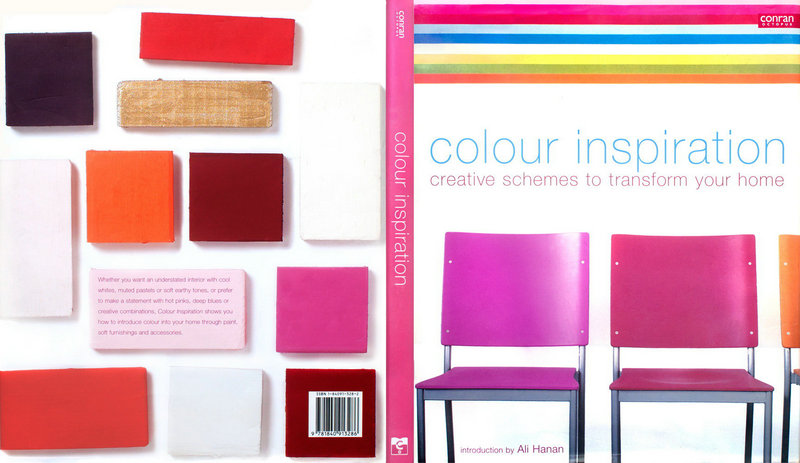 Whether you want an understated interior with cool
whites, muted pastels or soft earthy tones, or prefer
to make a statement with hot pinks, deep blues or
creative combinations, Colour Inspiration shows you
how to introduce colour into your home through paint,
soft furnishings and accessories.
ISBN 1-84091-328-2
9 781840 913286
conran
OCTOPUS
colour inspiration
conran
OCTOPUS
colour inspiration
creative schemes to transform your home
introduction by Ali Hanan